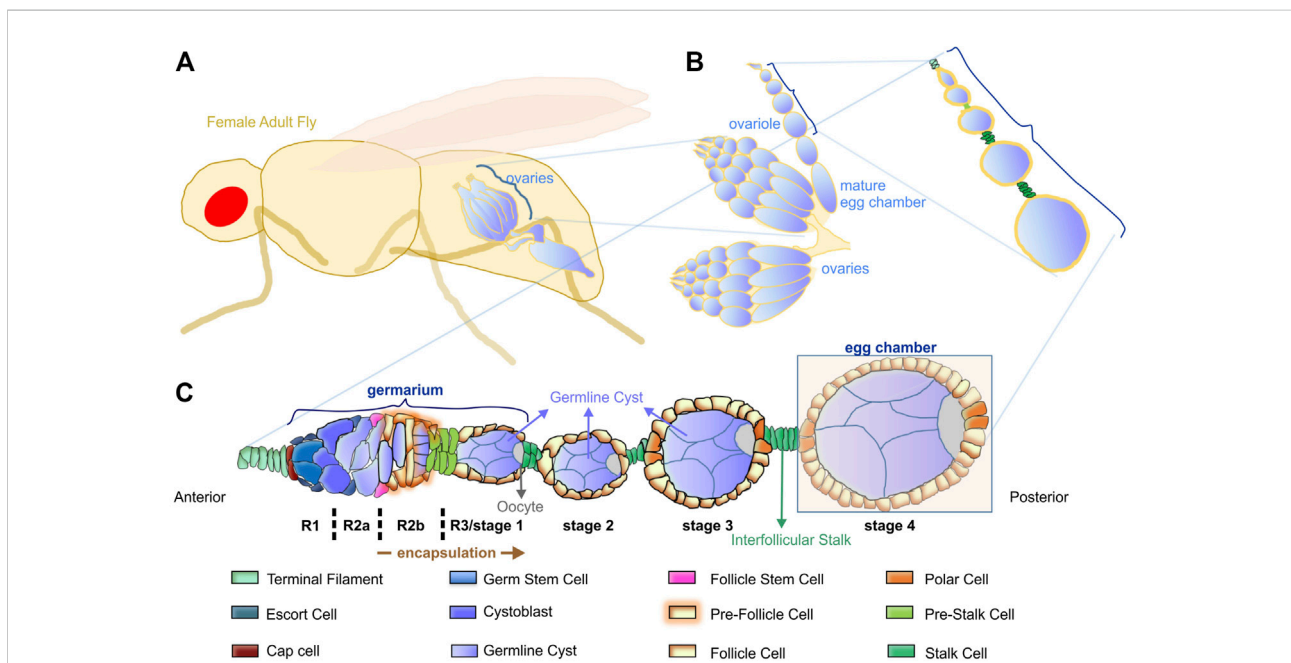 A
B
Female Adult Fly
ovaries
ovariole
mature
egg chamber
ovaries
C
germarium
Germline Cyst
egg chamber
Anterior
Oocyte
Posterior
R1
R2a
R2b
R3/stage 1
stage 2
stage 3
stage 4
encapsulation
Interfollicular Stalk
Terminal Filament
Germ Stem Cell
Follicle Stem Cell
Polar Cell
Escort Cell
Cystoblast
Pre-Follicle Cell
Pre-Stalk Cell
Cap cell
Germline Cyst
Follicle Cell
Stalk Cell